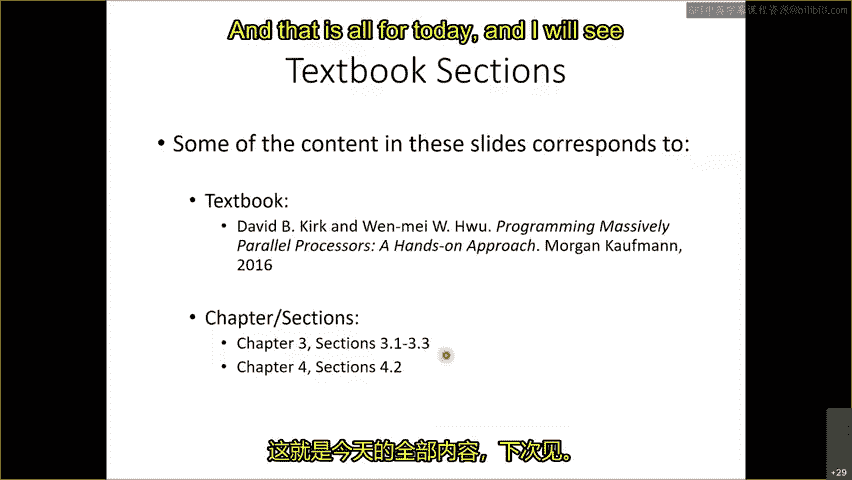 And that is all for today, and I will see
Textbook Sections
• Some of the content in these slides corresponds to:
• Textbook:
• David B. Kirk and Wen-mei W. Hwu. Programming Massively
Parallel Processors: A Hands-on Approach. Morgan Kaufmann,
2016
• Chapter/Sections:
• Chapter 3, Sections 3.1-3.3
• Chapter 4, Sections 4.2
这就是今天的全部内容，下次见。
+29